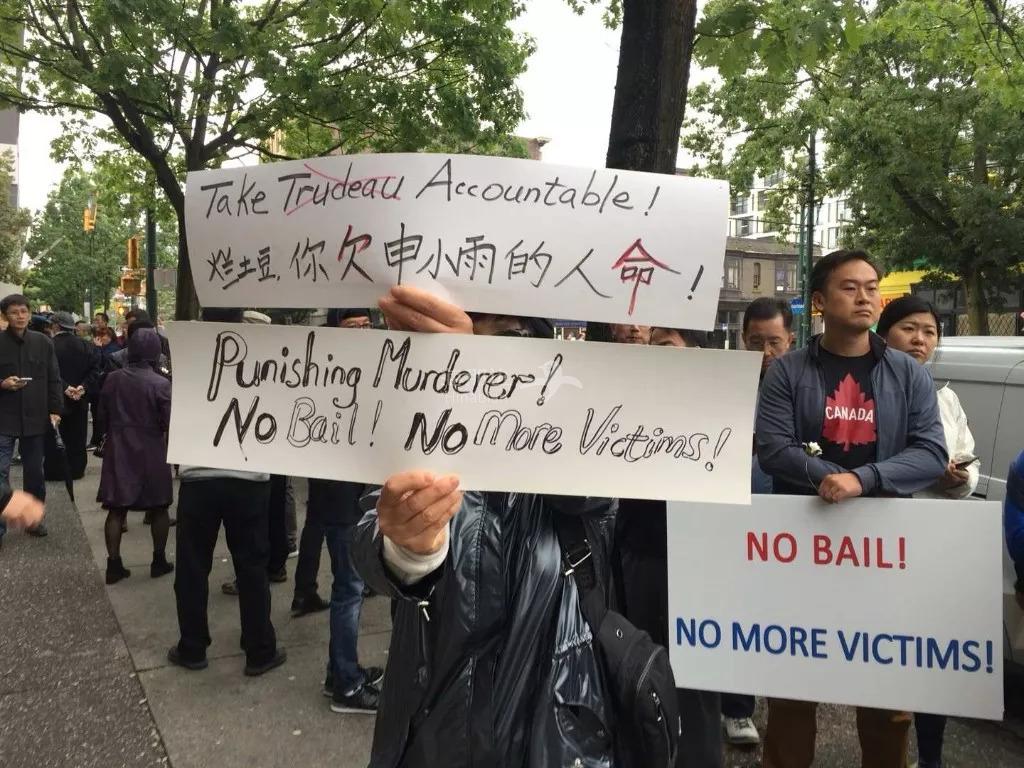 Take Trudeau Accountable!
烂土豆,你欠申小雨的人命!
Punishing Murderer!
No Bail! No More Victims!
CANADA
NO BAIL!
NO MORE VICTIMS!